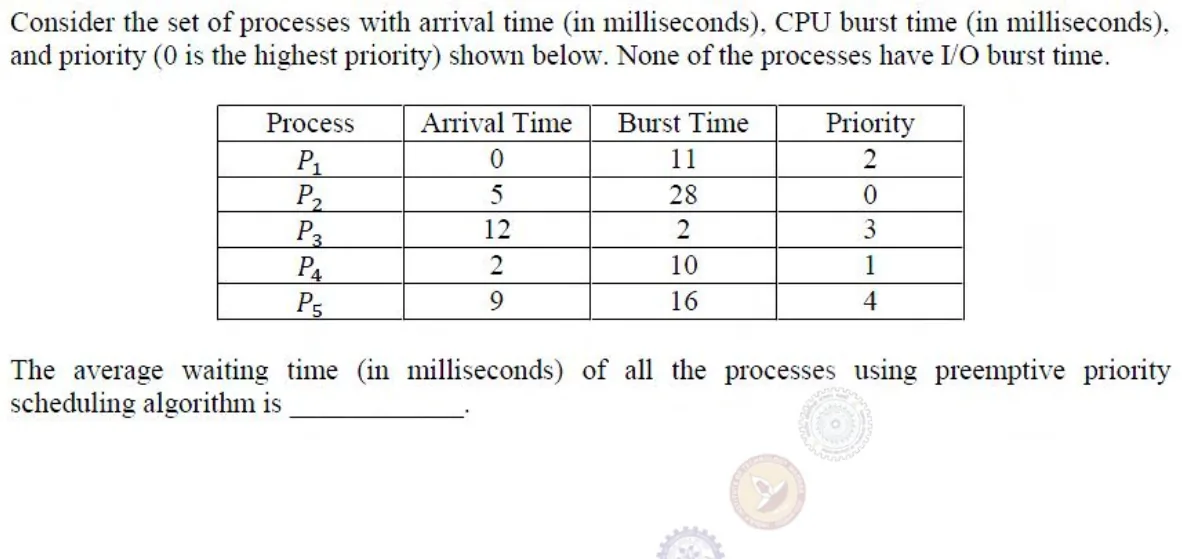 Consider the set of processes with arrival time (in milliseconds), CPU burst time (in milliseconds),
and priority (0 is the highest priority) shown below. None of the processes have I/O burst time.
Process Arrival Time Burst Time Priority
P₁ 0 11 2
P₂ 5 28 0
P₃ 12 2 3
P₄ 2 10 1
P₅ 9 16 4
The average waiting time (in milliseconds) of all the processes using preemptive priority
scheduling algorithm is ______________.